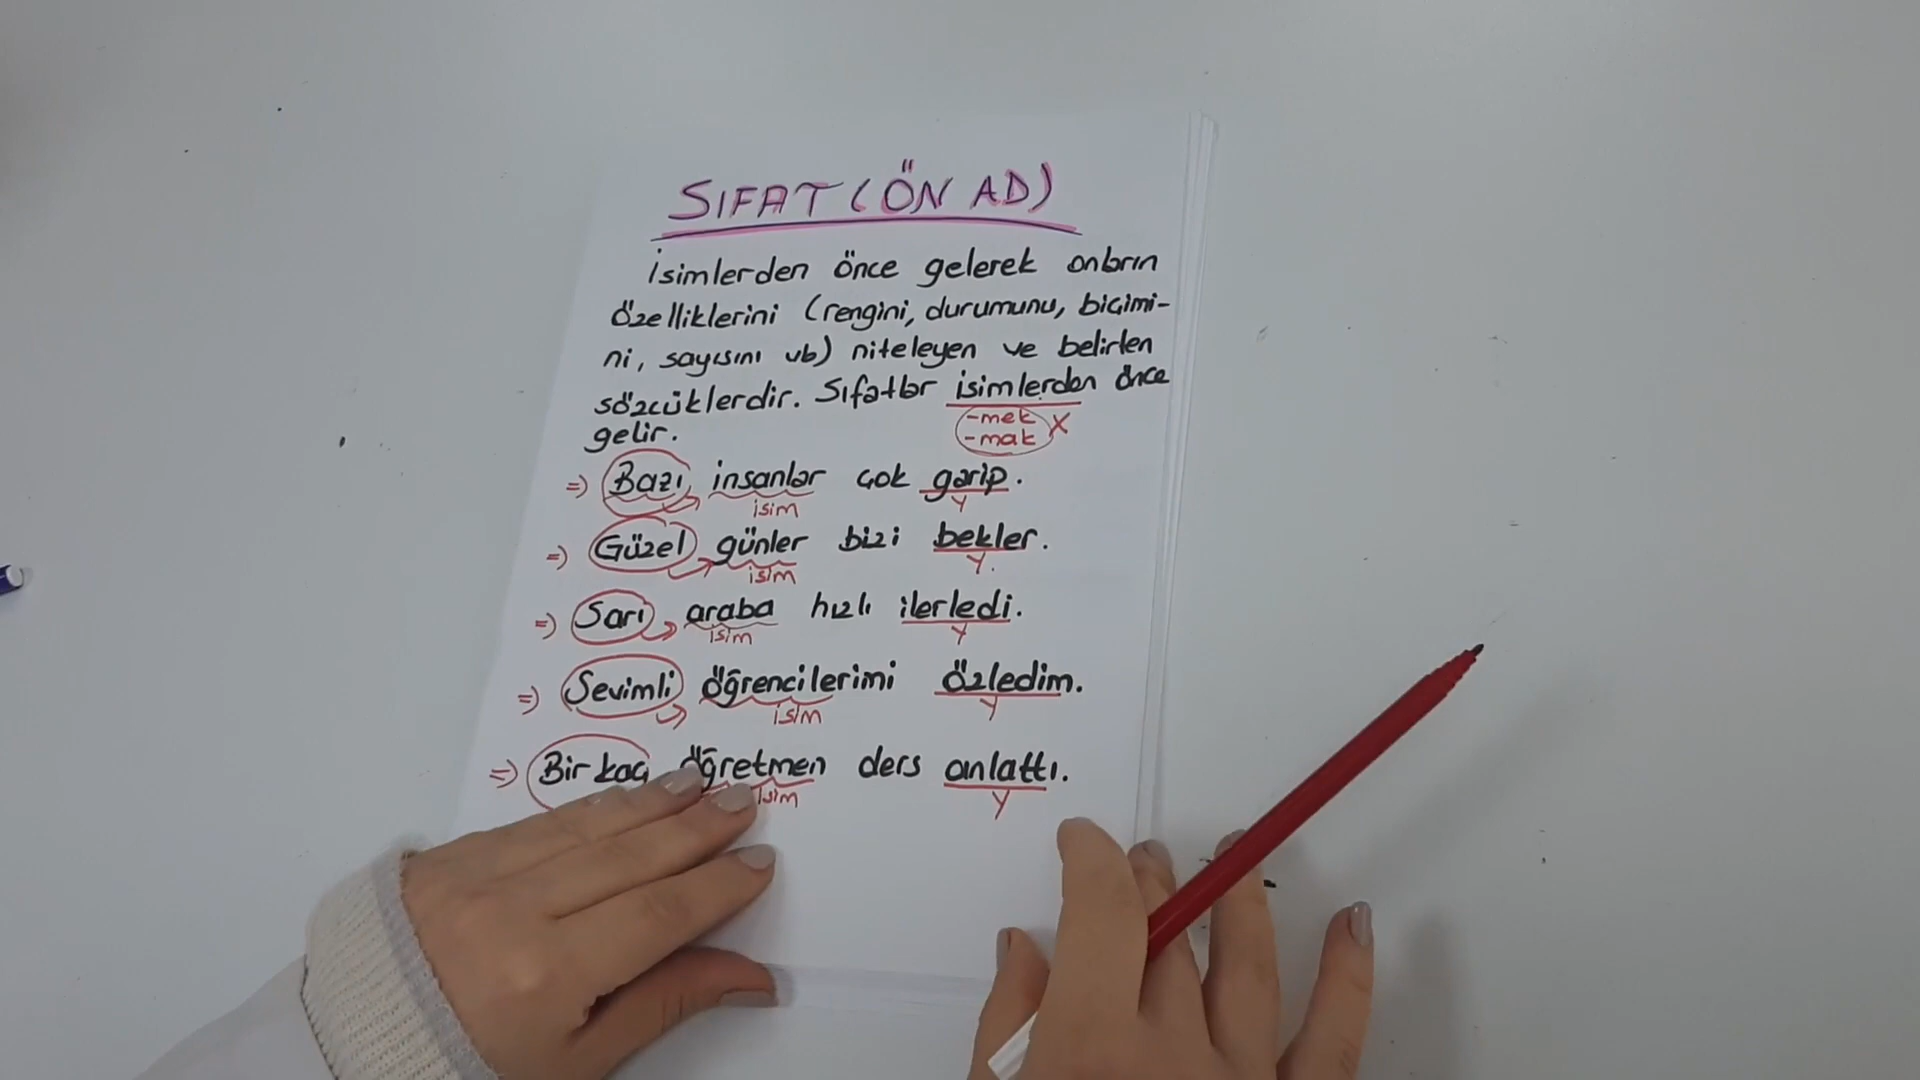 SIFAT (ÖN AD)
İsimlerden önce gelerek onların
özelliklerini (rengini, durumunu, biçimi-
ni, sayısını vb) niteleyen ve belirten
sözcüklerdir. Sıfatlar isimlerden önce
-mek X
-mak
gelir.
=) Bazı insanlar çok garip.
isim Y
=) Güzel günler bizi bekler.
isim Y.
=) Sarı araba hızlı ilerledi.
isim Y
=) Sevimli öğrencilerimi özledim.
isim Y
=) Bir kaç öğretmen ders anlattı.
isim Y